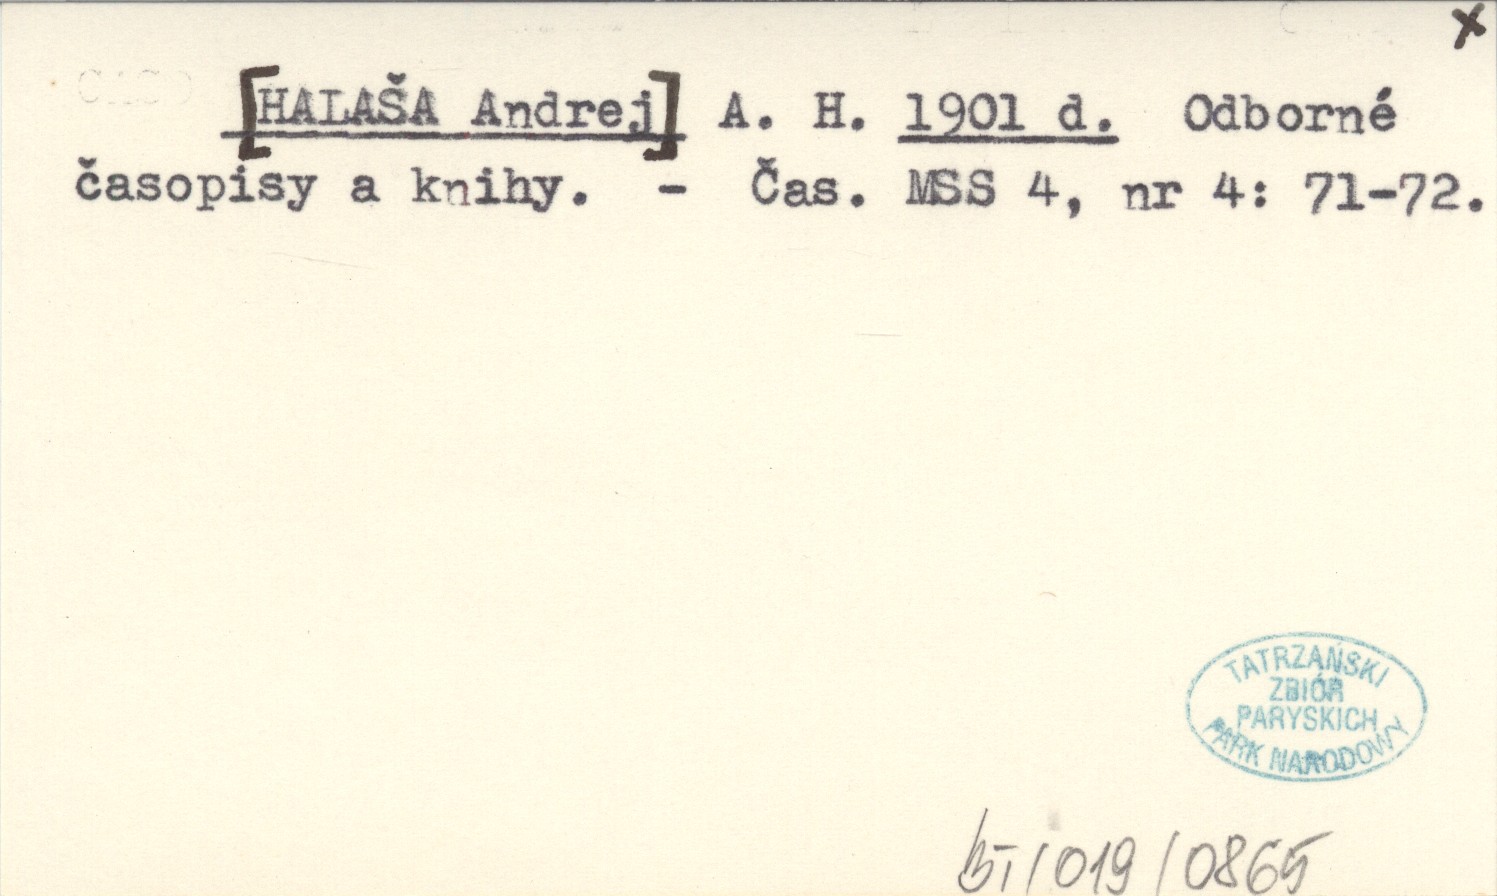 x
[HALAŠA Andrej] A. H. 1901 d. Odborné
časopisy a knihy. - Čas. MSS 4, nr 4: 71-72.
TATRZAŃSKI
ZBIÓR
PARYSKICH
PARK NARODOWY
BT/019/0865